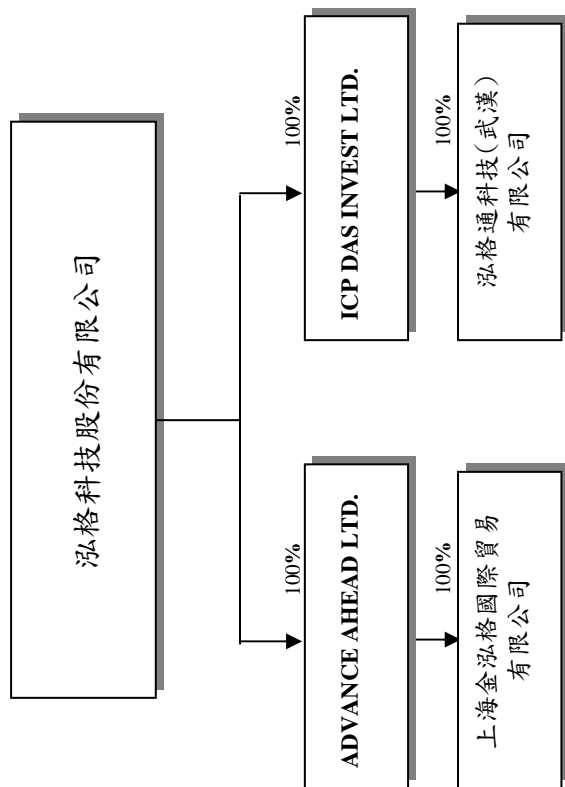 泓格科技股份有限公司
100%
ADVANCE AHEAD LTD.
100%
上海金泓格國際貿易
有限公司
100%
ICP DAS INVEST LTD.
100%
泓格通科技(武漢)
有限公司